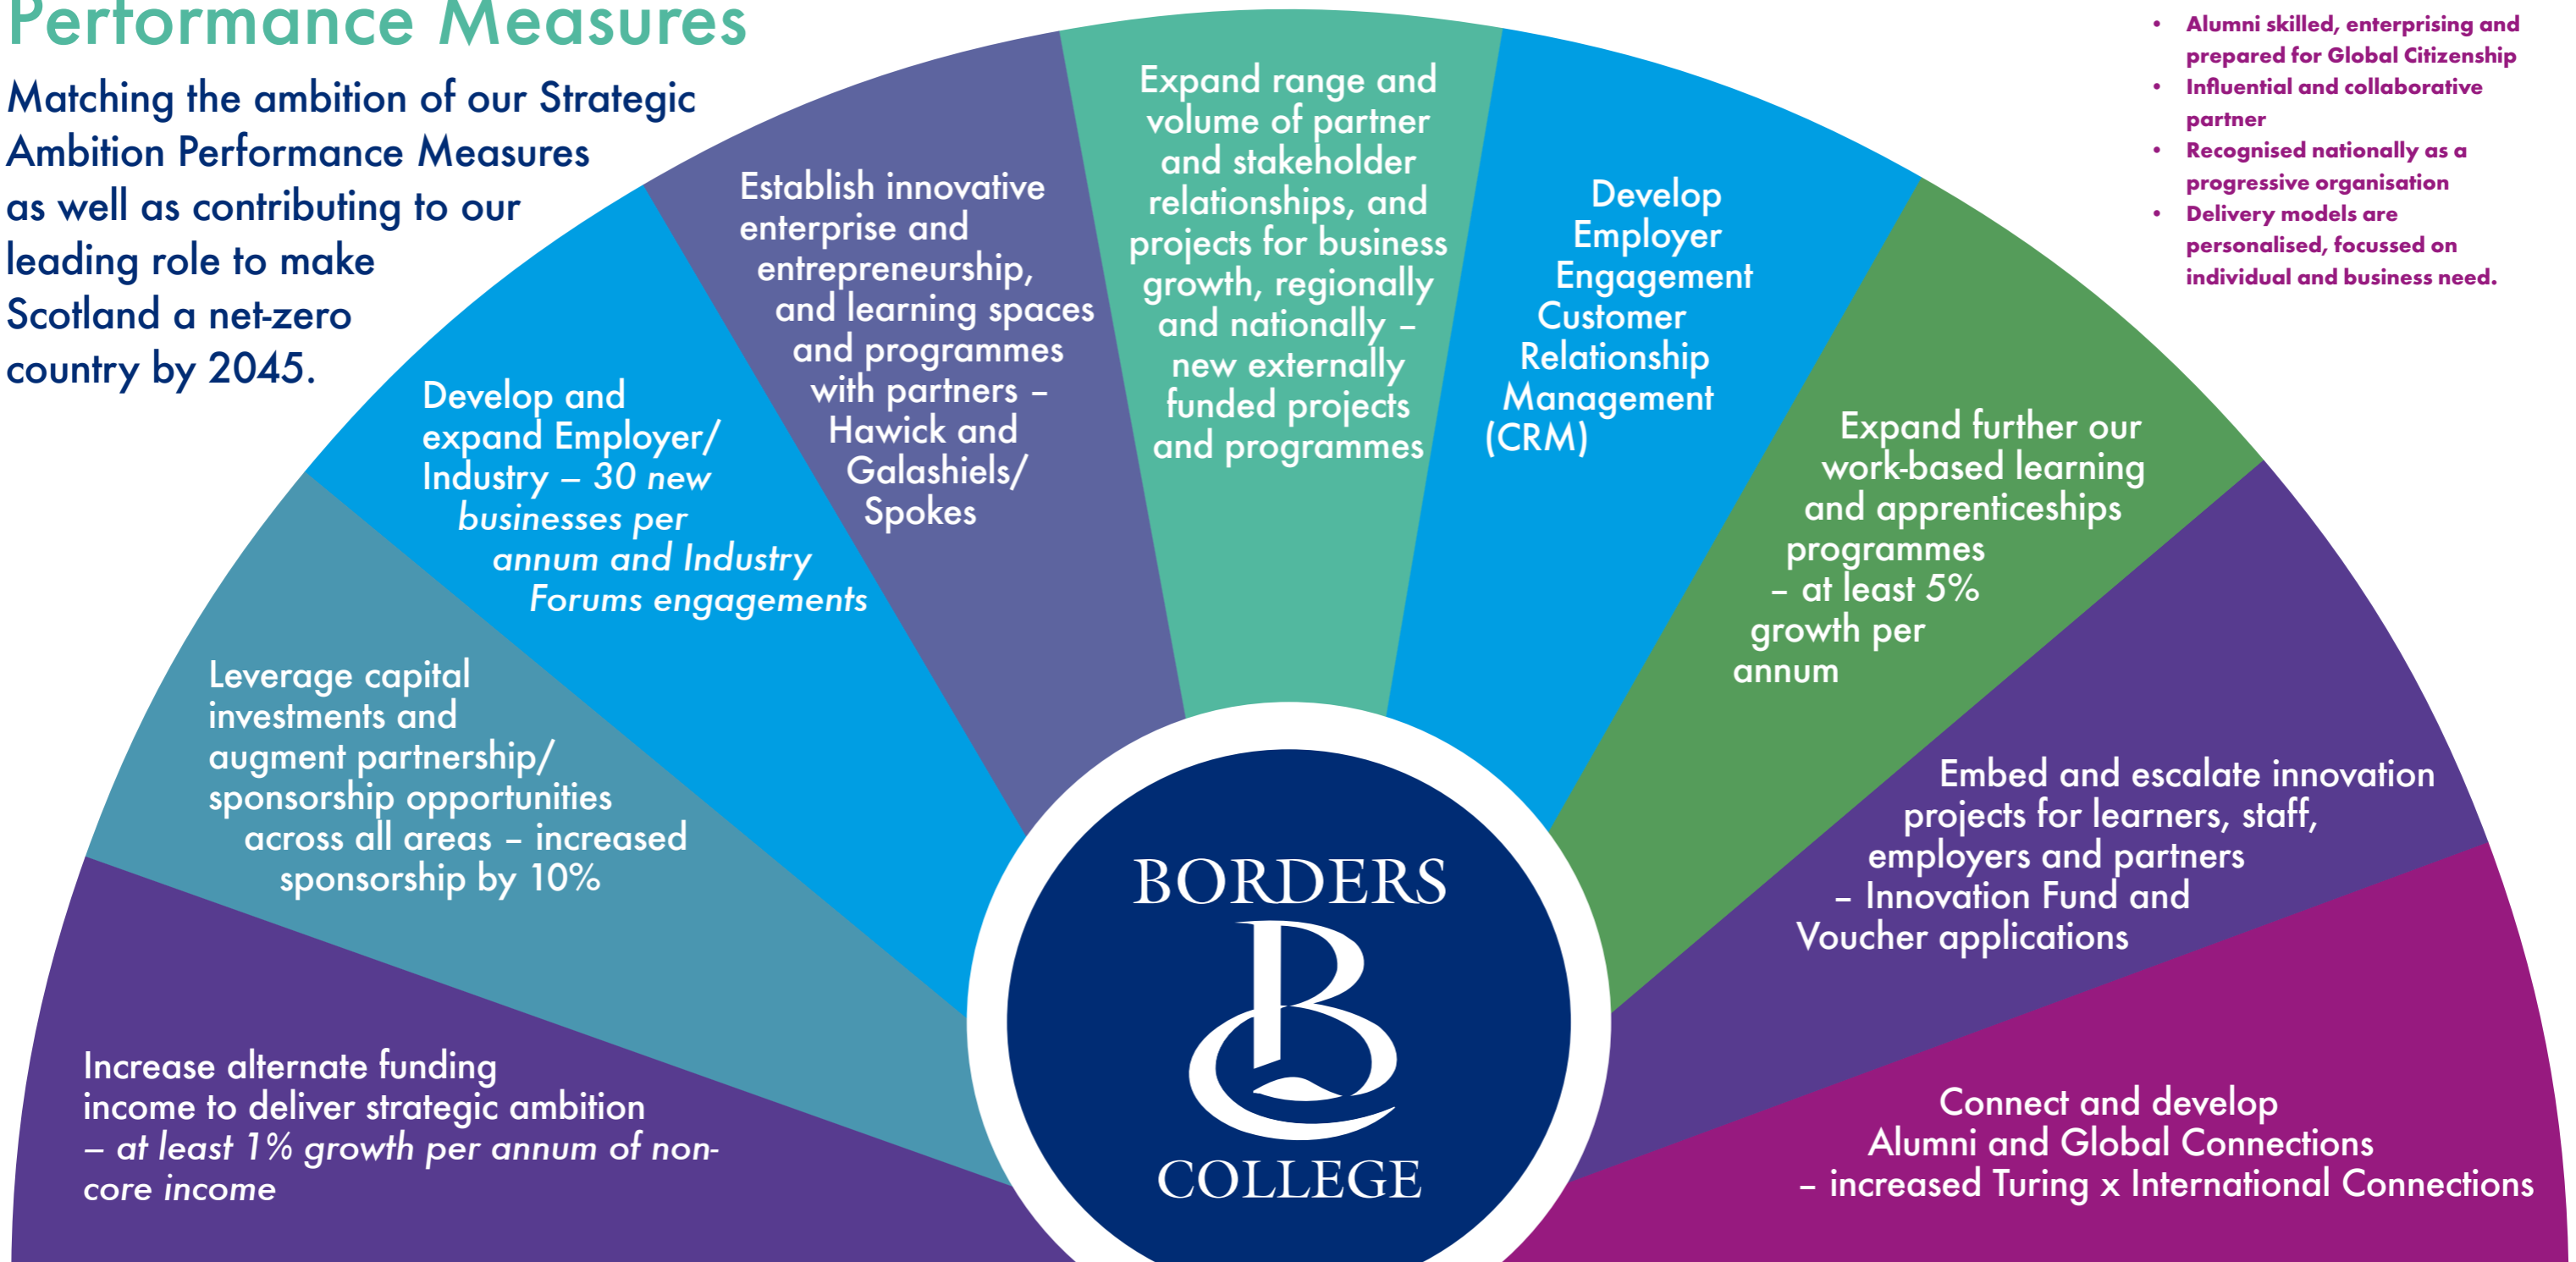 Performance Measures
Matching the ambition of our Strategic
Ambition Performance Measures
as well as contributing to our
leading role to make
Scotland a net-zero
country by 2045.
Increase alternate funding
income to deliver strategic ambition
– at least 1% growth per annum of non-
core income
Leverage capital
investments and
augment partnership/
sponsorship opportunities
across all areas – increased
sponsorship by 10%
Develop and
expand Employer/
Industry – 30 new
businesses per
annum and Industry
Forums engagements
Establish innovative
enterprise and
entrepreneurship,
and learning spaces
and programmes
with partners –
Hawick and
Galashiels/
Spokes
Expand range and
volume of partner
and stakeholder
relationships, and
projects for business
growth, regionally
and nationally –
new externally
funded projects
and programmes
Develop
Employer
Engagement
Customer
Relationship
Management
(CRM)
Expand further our
work-based learning
and apprenticeships
programmes
– at least 5%
growth per
annum
Embed and escalate innovation
projects for learners, staff,
employers and partners
– Innovation Fund and
Voucher applications
Connect and develop
Alumni and Global Connections
– increased Turing x International Connections
• Alumni skilled, enterprising and
prepared for Global Citizenship
• Influential and collaborative
partner
• Recognised nationally as a
progressive organisation
• Delivery models are
personalised, focussed on
individual and business need.
BORDERS
COLLEGE